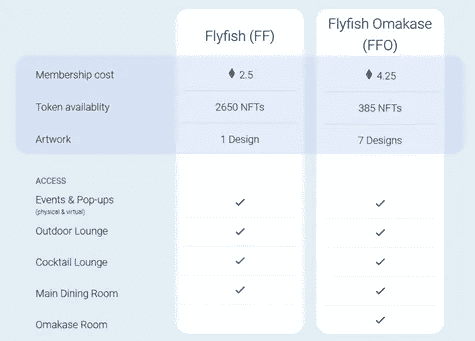 Flyfish (FF)
Flyfish Omakase
(FFO)
Membership cost 2.5 4.25
Token availablity 2650 NFTs 385 NFTs
Artwork 1 Design 7 Designs
ACCESS
Events & Pop-ups
(physical & virtual)
Outdoor Lounge
Cocktail Lounge
Main Dining Room
Omakase Room